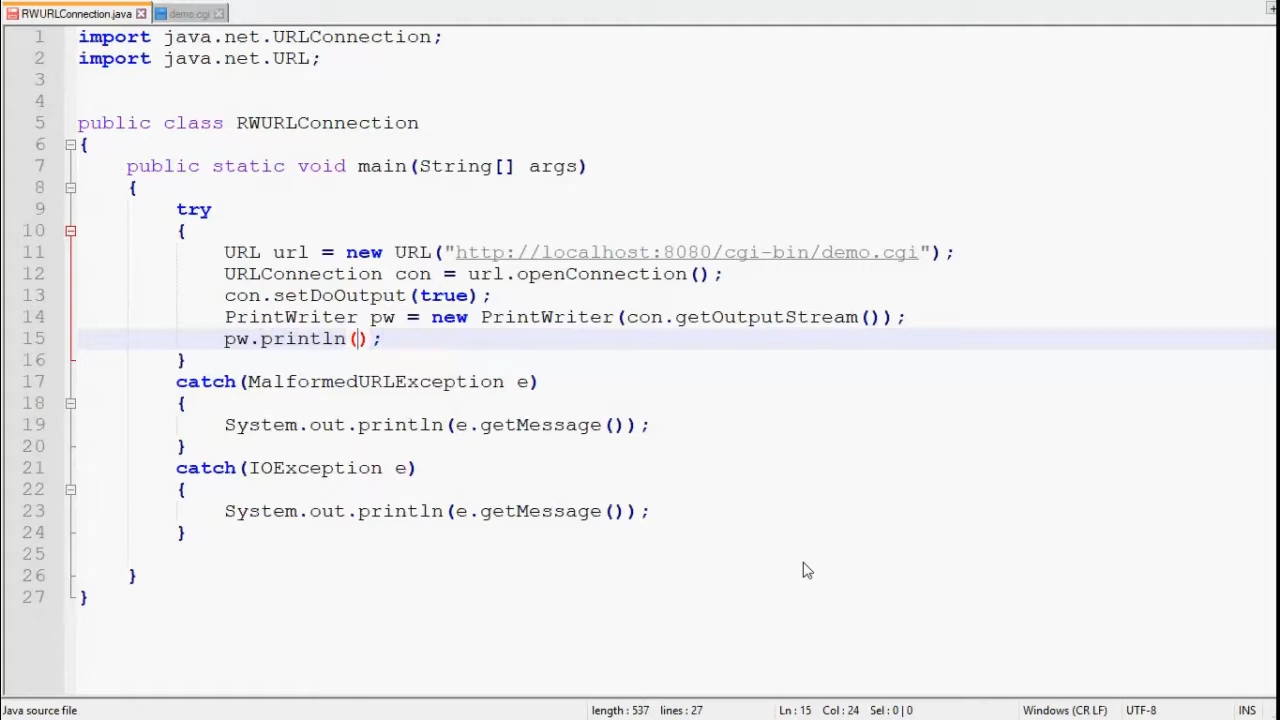 RWURLConnection.java demo.cgi
1 import java.net.URLConnection;
2 import java.net.URL;
3
4
5 public class RWURLConnection
6 {
7 public static void main(String[] args)
8 {
9 try
10 {
11 URL url = new URL("http://localhost:8080/cgi-bin/demo.cgi");
12 URLConnection con = url.openConnection();
13 con.setDoOutput(true);
14 PrintWriter pw = new PrintWriter(con.getOutputStream());
15 pw.println();
16 }
17 catch(MalformedURLException e)
18 {
19 System.out.println(e.getMessage());
20 }
21 catch(IOException e)
22 {
23 System.out.println(e.getMessage());
24 }
25
26 }
27 }
Java source file length : 537 lines : 27 Ln : 15 Col : 24 Sel : 0 | 0 Windows (CR LF) UTF-8 INS